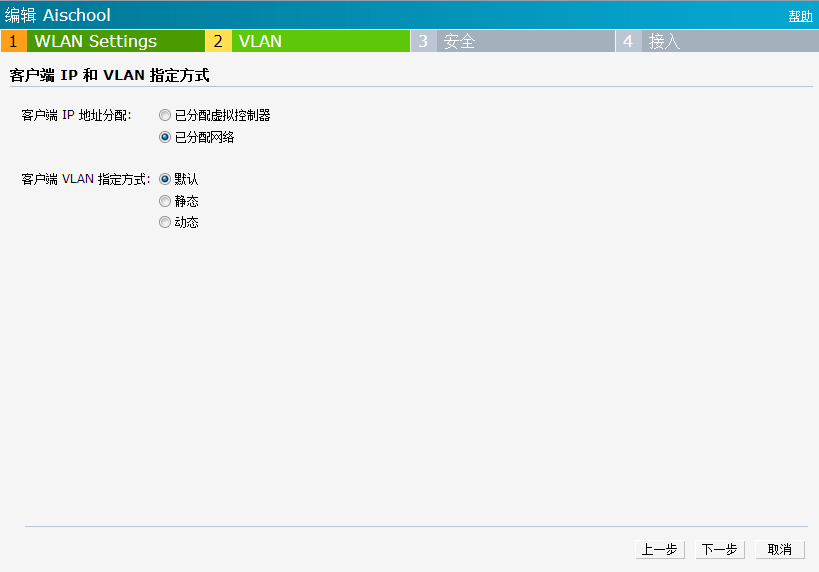 编辑 Aischool 帮助
1 WLAN Settings 2 VLAN 3 安全 4 接入
客户端 IP 和 VLAN 指定方式
客户端 IP 地址分配: 已分配虚拟控制器
已分配网络
客户端 VLAN 指定方式: 默认
静态
动态
上一步 下一步 取消